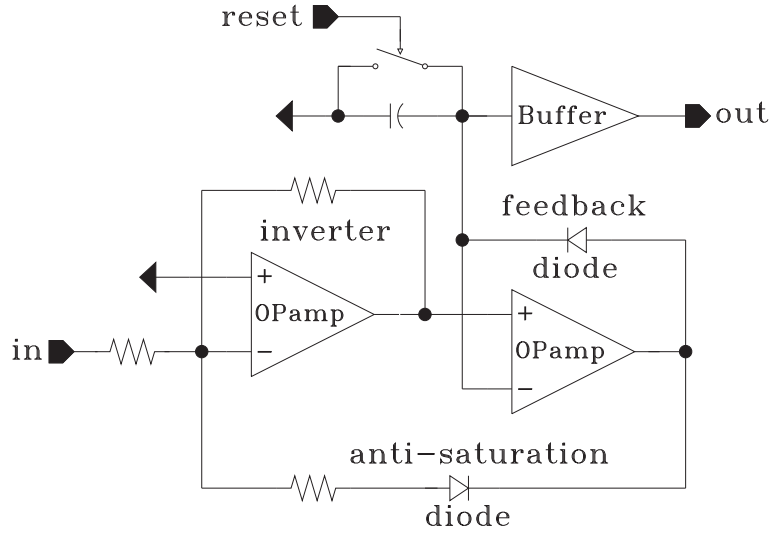 reset
Buffer
out
feedback
inverter
diode
+
OPamp
−
in
+
OPamp
−
anti-saturation
diode